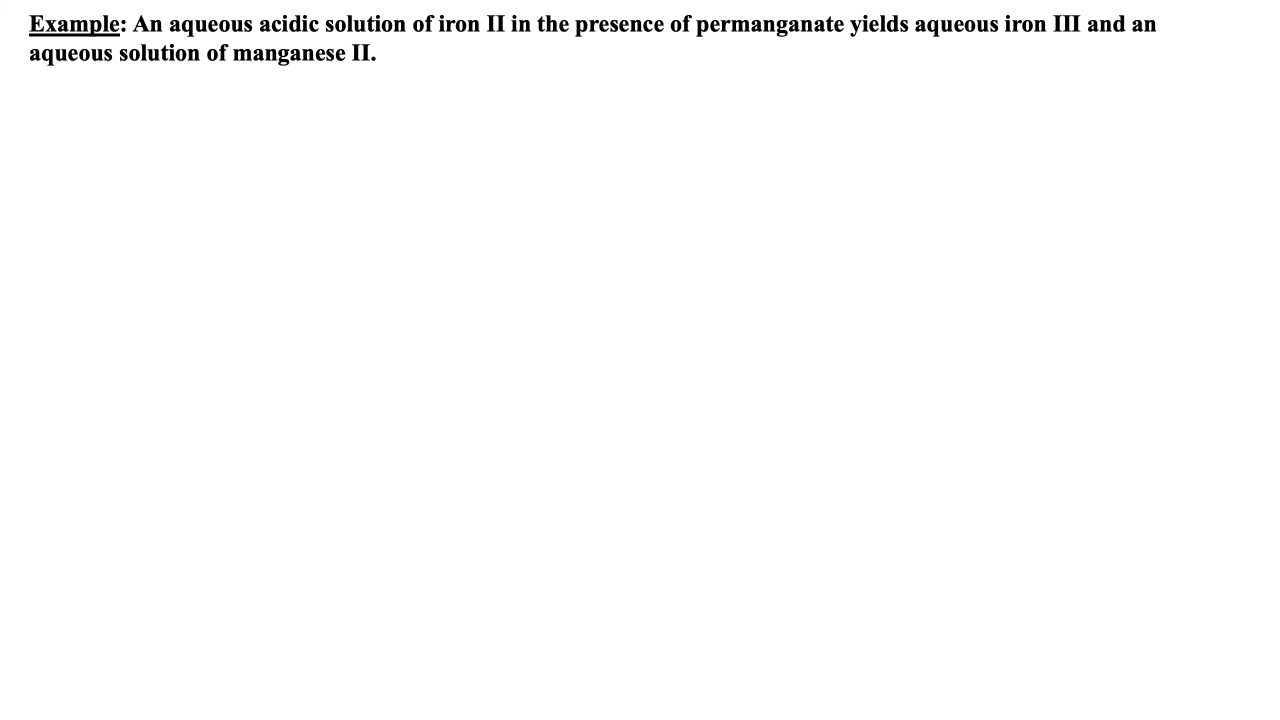 Example: An aqueous acidic solution of iron II in the presence of permanganate yields aqueous iron III and an
aqueous solution of manganese II.